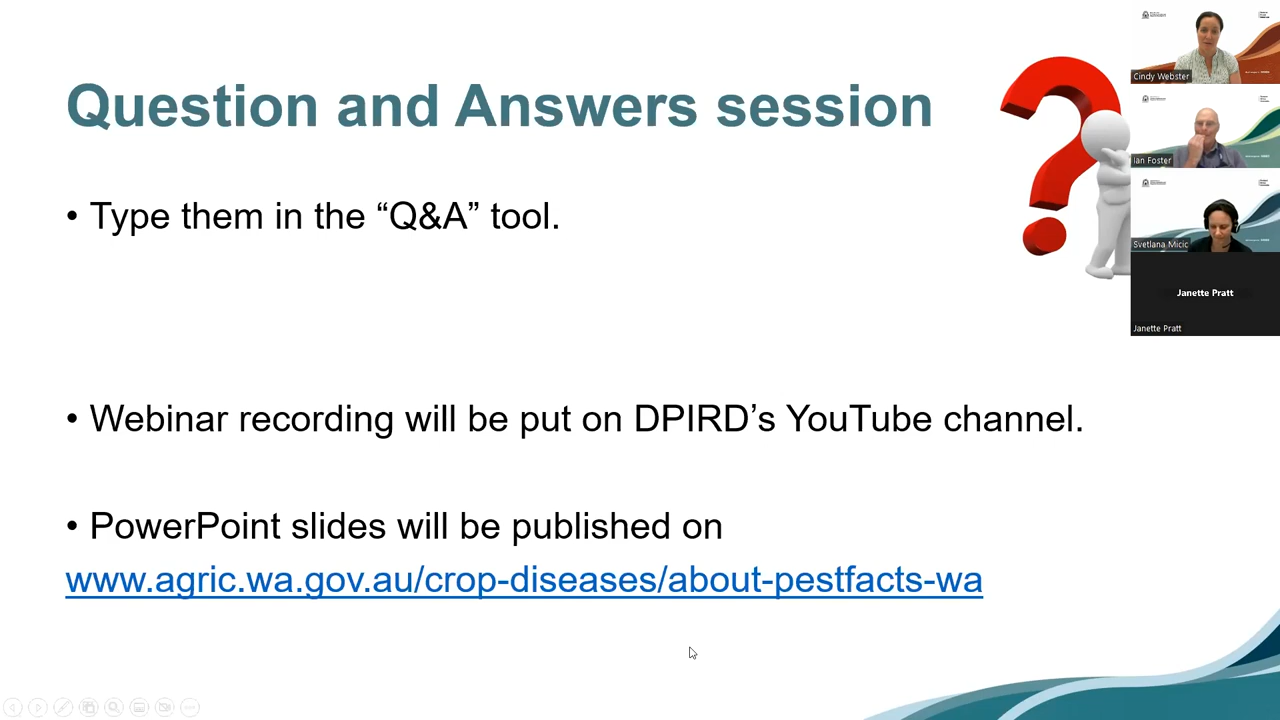 Question and Answers session
• Type them in the “Q&A” tool.
• Webinar recording will be put on DPIRD’s YouTube channel.
• PowerPoint slides will be published on
www.agric.wa.gov.au/crop-diseases/about-pestfacts-wa
Cindy Webster
Ian Foster
Svetlana Micic
Janette Pratt
Janette Pratt